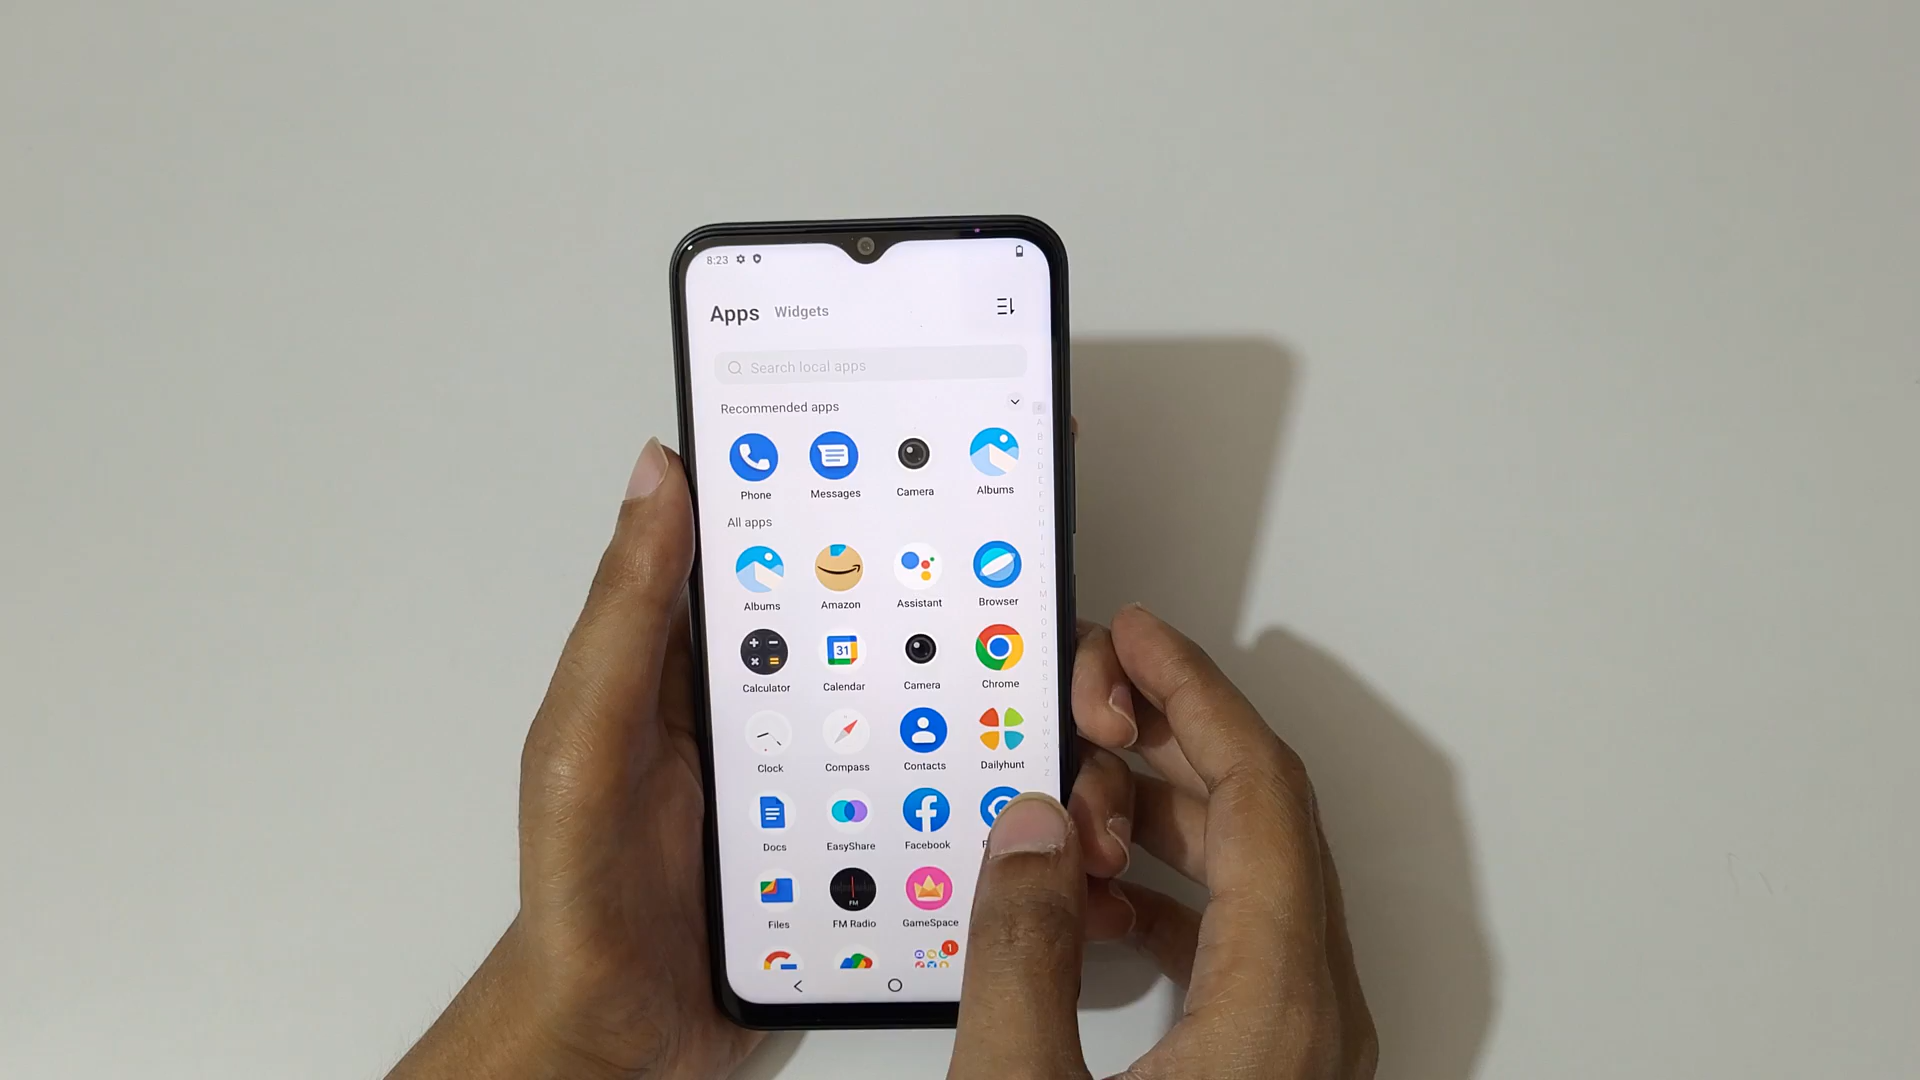 8:23
Apps Widgets
Search local apps
Recommended apps
Phone Messages Camera Albums
All apps
Albums Amazon Assistant Browser
Calculator 31 Calendar Camera Chrome
Clock Compass Contacts Dailyhunt
Docs EasyShare Facebook
FM
Files FM Radio GameSpace
1
#
A
B
C
D
E
F
G
H
I
J
K
L
M
N
O
P
Q
R
S
T
U
V
W
X
Y
Z